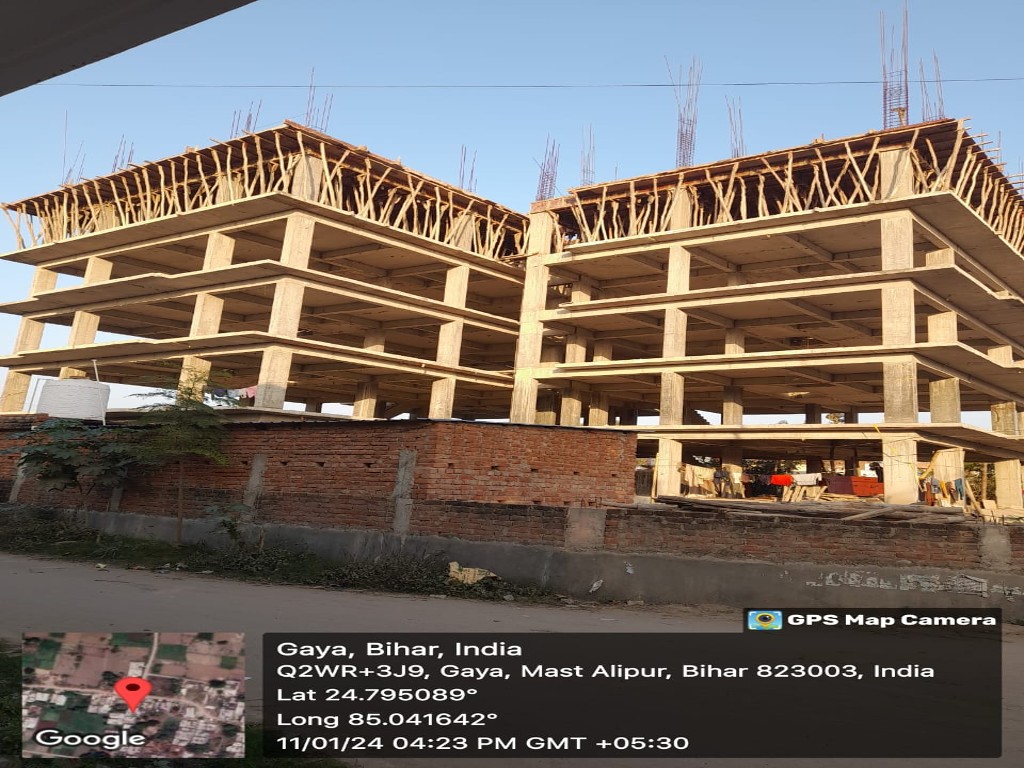 GPS Map Camera
Gaya, Bihar, India
Q2WR+3J9, Gaya, Mast Alipur, Bihar 823003, India
Lat 24.795089°
Long 85.041642°
11/01/24 04:23 PM GMT +05:30
Google